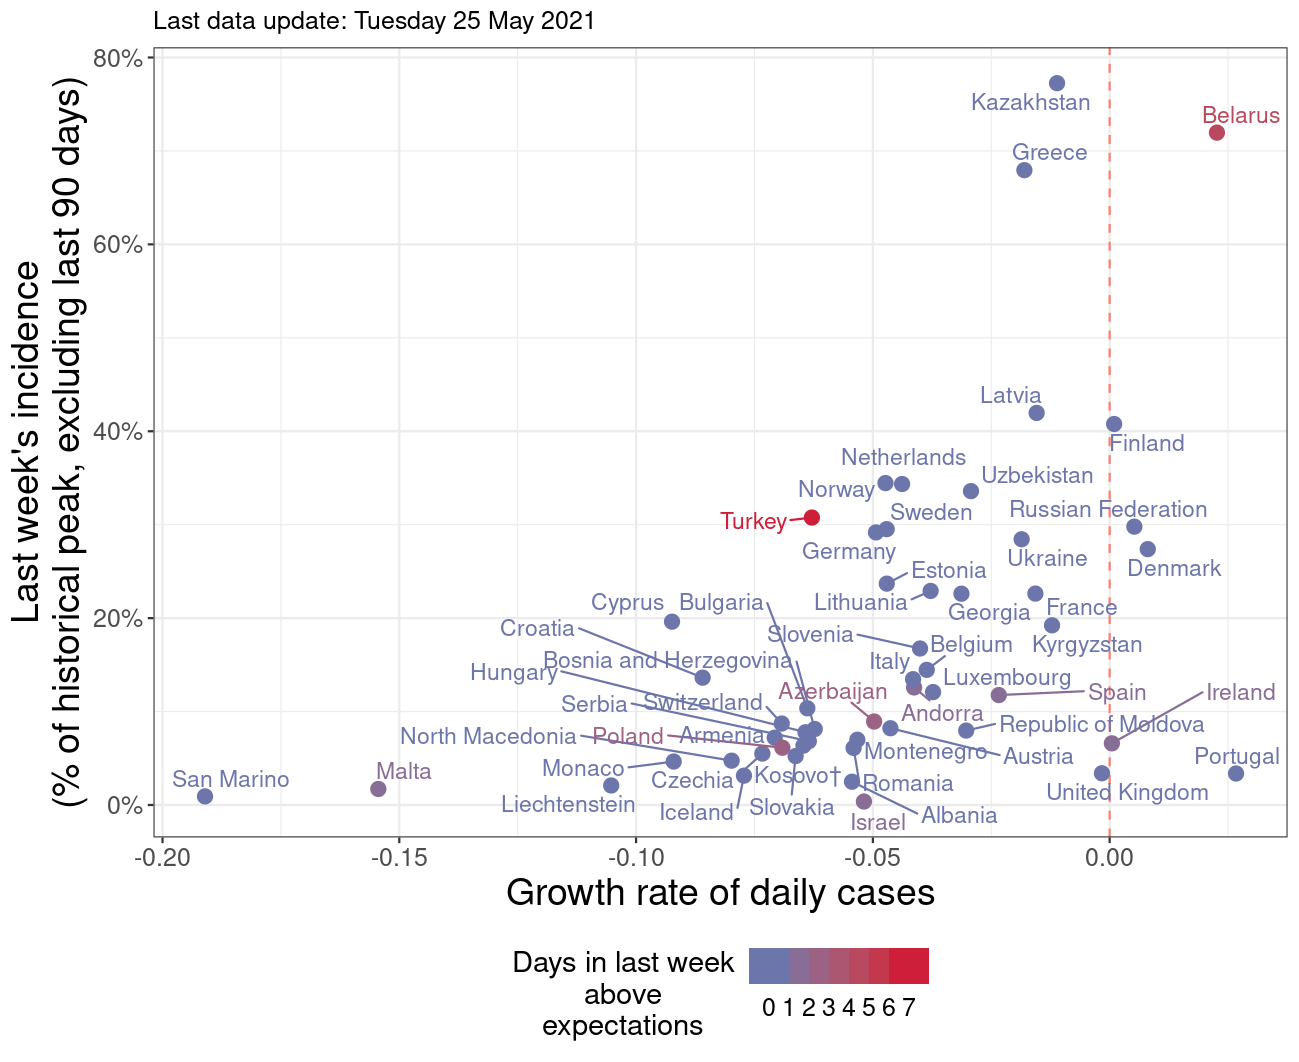 Last data update: Tuesday 25 May 2021
Last week's incidence
(% of historical peak, excluding last 90 days)
80%
60%
40%
20%
0%
Kazakhstan
Belarus
Greece
Latvia
Finland
Netherlands
Norway
Uzbekistan
Sweden
Russian Federation
Turkey
Germany
Ukraine
Denmark
Estonia
Lithuania
Georgia
France
Cyprus
Bulgaria
Croatia
Slovenia
Belgium
Kyrgyzstan
Bosnia and Herzegovina
Italy
Hungary
Luxembourg
Azerbaijan
Spain
Ireland
Serbia
Switzerland
Andorra
Republic of Moldova
North Macedonia
Poland
Armenia
Montenegro
Austria
Portugal
San Marino
Malta
Monaco
Czechia
Kosovo†
Romania
United Kingdom
Liechtenstein
Iceland
Slovakia
Albania
Israel
-0.20
-0.15
-0.10
-0.05
0.00
Growth rate of daily cases
Days in last week
above
expectations
0 1 2 3 4 5 6 7